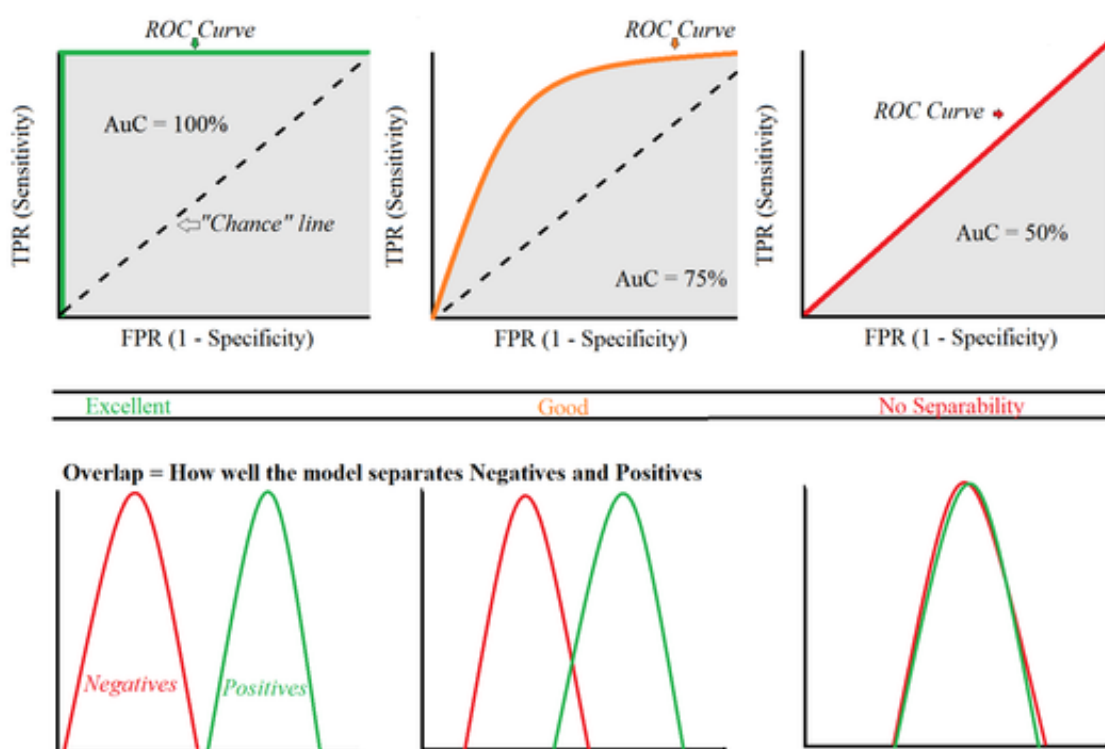 ROC Curve
TPR (Sensitivity)
AuC = 100%
"Chance" line
FPR (1 - Specificity)
ROC Curve
TPR (Sensitivity)
AuC = 75%
FPR (1 - Specificity)
ROC Curve
TPR (Sensitivity)
AuC = 50%
FPR (1 - Specificity)
Excellent
Good
No Separability
Overlap = How well the model separates Negatives and Positives
Negatives
Positives